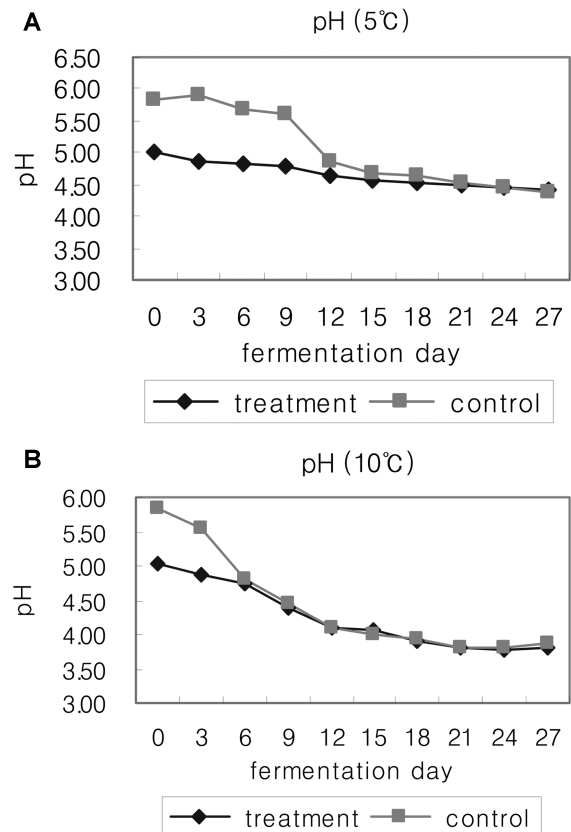 A
pH (5℃)
6.50
6.00
5.50
5.00
4.50
4.00
3.50
3.00
pH
0 3 6 9 12 15 18 21 24 27
fermentation day
treatment control
B
pH (10℃)
6.00
5.50
5.00
4.50
4.00
3.50
3.00
pH
0 3 6 9 12 15 18 21 24 27
fermentation day
treatment control